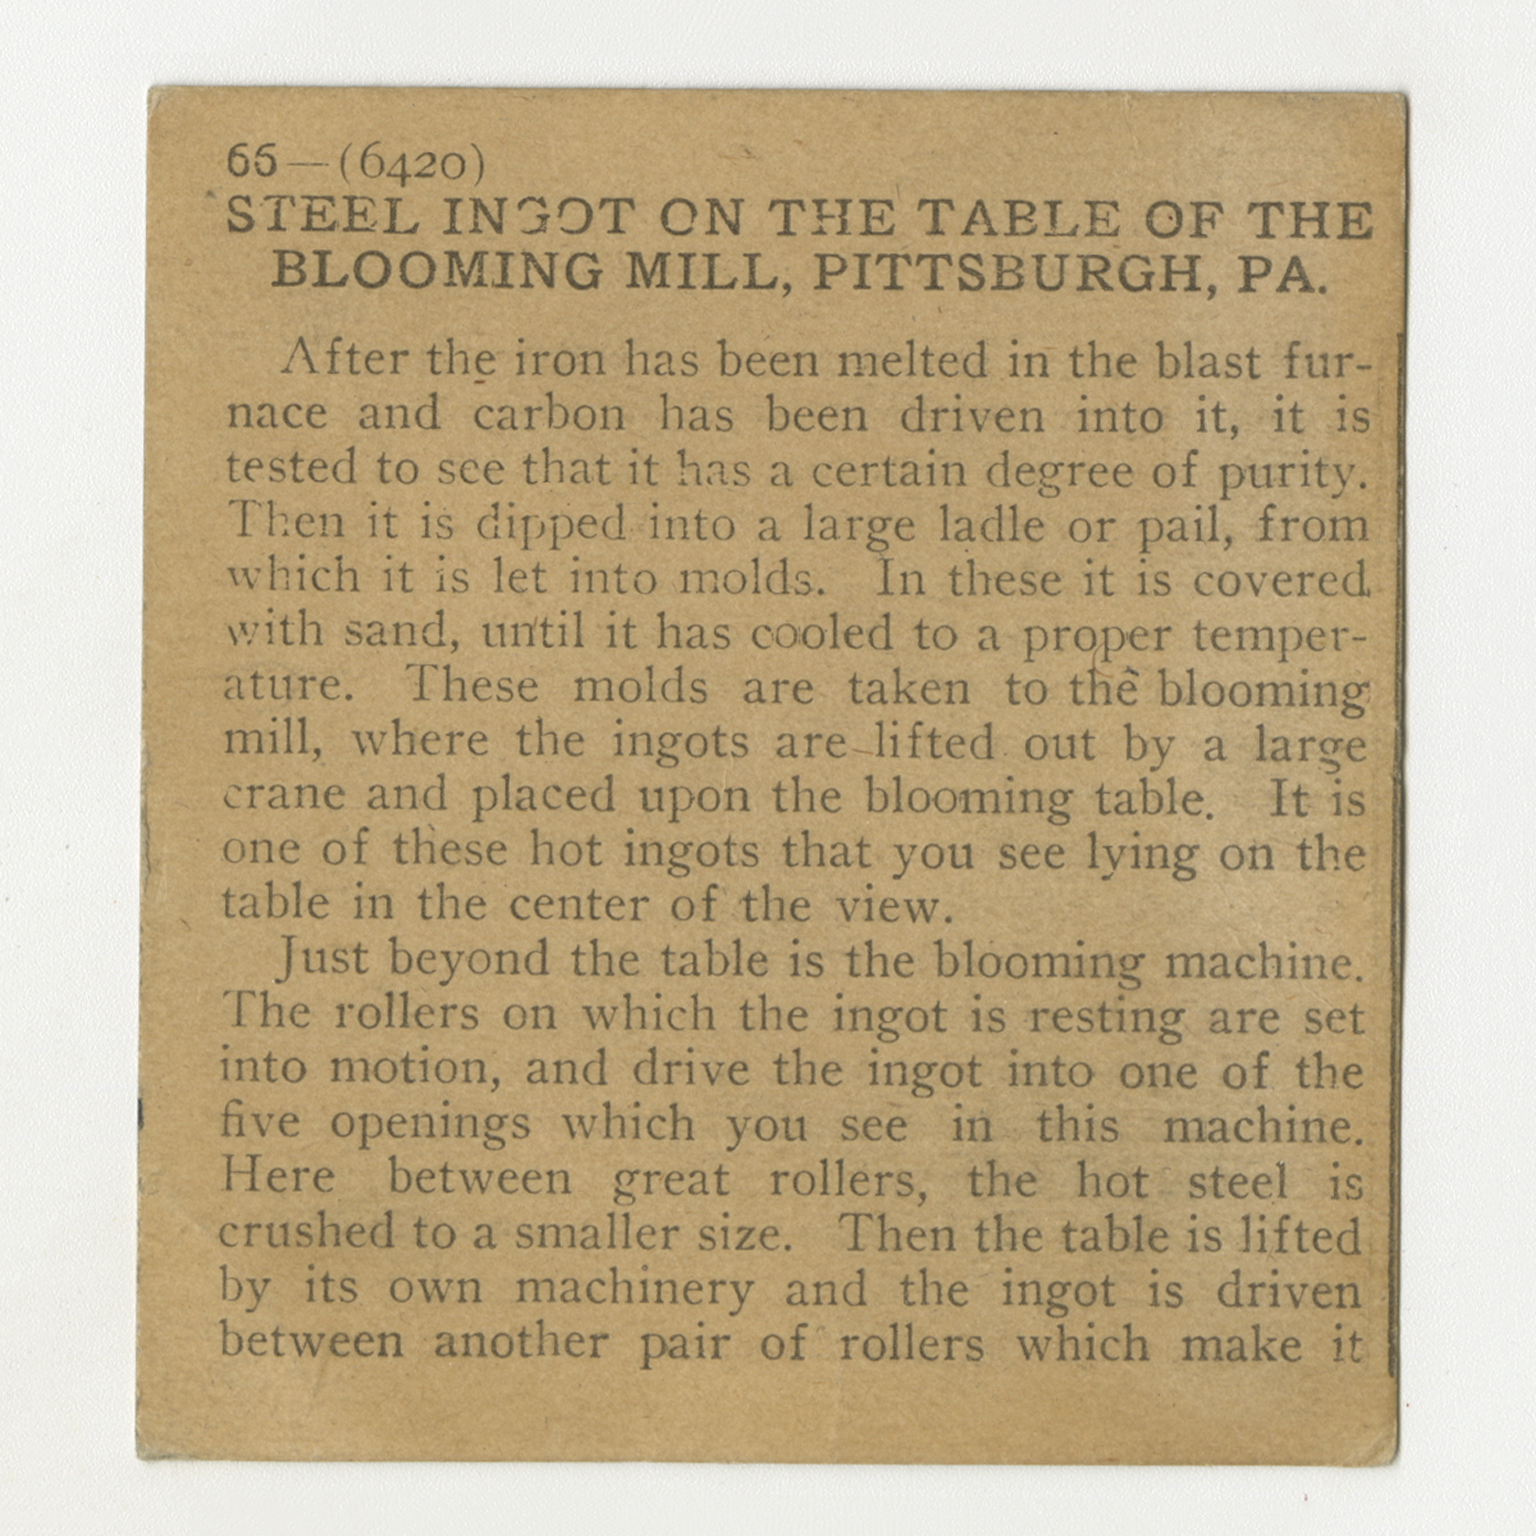 66—(6420)
STEEL INGOT ON THE TABLE OF THE
BLOOMING MILL, PITTSBURGH, PA.
After the iron has been melted in the blast fur-
nace and carbon has been driven into it, it is
tested to see that it has a certain degree of purity.
Then it is dipped into a large ladle or pail, from
which it is let into molds. In these it is covered
with sand, until it has cooled to a proper temper-
ature. These molds are taken to the blooming
mill, where the ingots are lifted out by a large
crane and placed upon the blooming table. It is
one of these hot ingots that you see lying on the
table in the center of the view.
Just beyond the table is the blooming machine.
The rollers on which the ingot is resting are set
into motion, and drive the ingot into one of the
five openings which you see in this machine.
Here between great rollers, the hot steel is
crushed to a smaller size. Then the table is lifted
by its own machinery and the ingot is driven
between another pair of rollers which make it